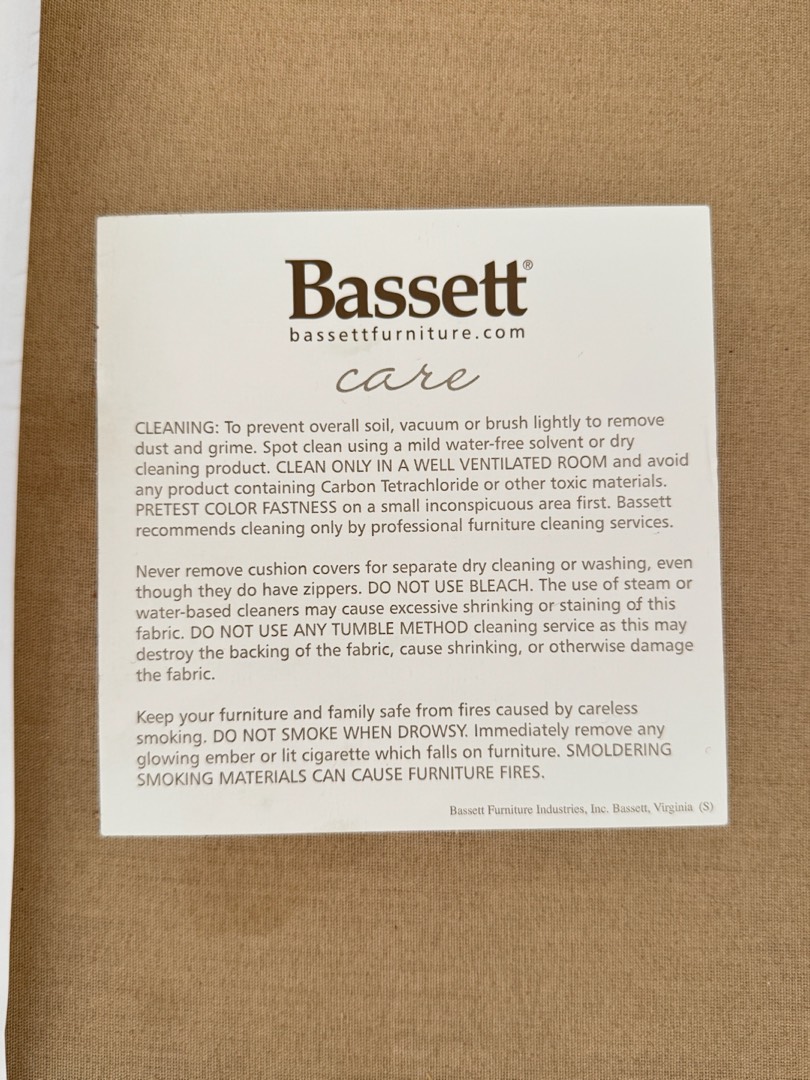 Bassett®
bassettfurniture.com
care
CLEANING: To prevent overall soil, vacuum or brush lightly to remove
dust and grime. Spot clean using a mild water-free solvent or dry
cleaning product. CLEAN ONLY IN A WELL VENTILATED ROOM and avoid
any product containing Carbon Tetrachloride or other toxic materials.
PRETEST COLOR FASTNESS on a small inconspicuous area first. Bassett
recommends cleaning only by professional furniture cleaning services.
Never remove cushion covers for separate dry cleaning or washing, even
though they do have zippers. DO NOT USE BLEACH. The use of steam or
water-based cleaners may cause excessive shrinking or staining of this
fabric. DO NOT USE ANY TUMBLE METHOD cleaning service as this may
destroy the backing of the fabric, cause shrinking, or otherwise damage
the fabric.
Keep your furniture and family safe from fires caused by careless
smoking. DO NOT SMOKE WHEN DROWSY. Immediately remove any
glowing ember or lit cigarette which falls on furniture. SMOLDERING
SMOKING MATERIALS CAN CAUSE FURNITURE FIRES.
Bassett Furniture Industries, Inc. Bassett, Virginia (S)